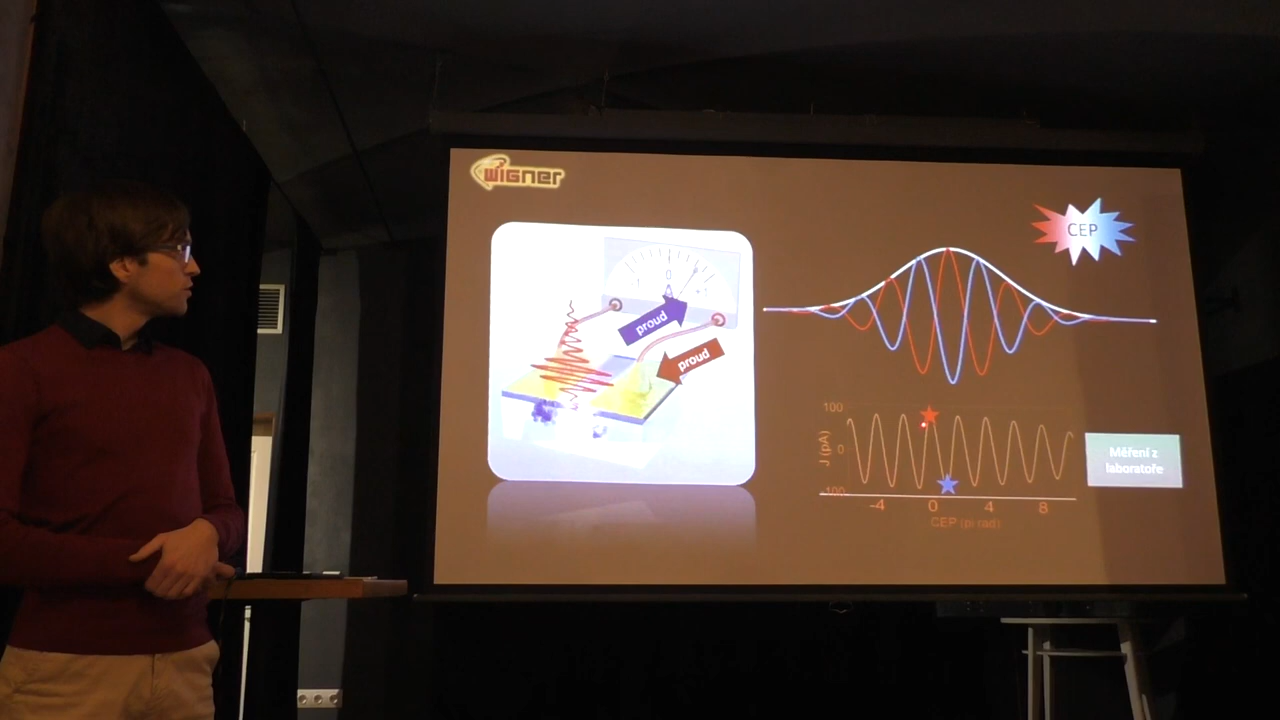 wigner
CEP
proud
proud
100
0
-100
J (pA)
-4
0
4
8
CEP (pi rad)
Měření z
laboratoře